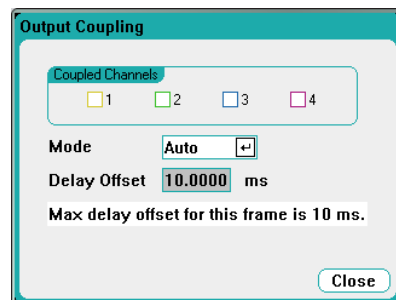 Output Coupling
Coupled Channels
1 2 3 4
Mode Auto
Delay Offset 10.0000 ms
Max delay offset for this frame is 10 ms.
Close